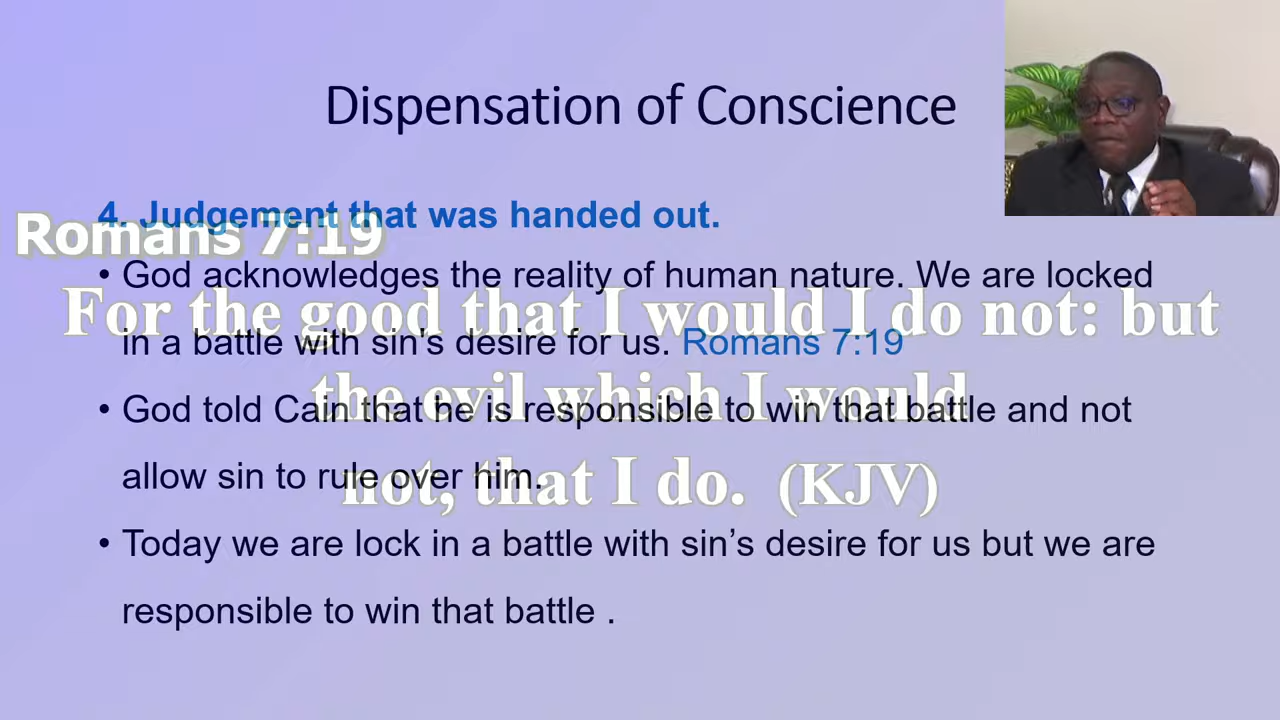 Dispensation of Conscience
4. Judgement that was handed out.
Romans 7:19
• God acknowledges the reality of human nature. We are locked
For the good that I would I do not: but
in a battle with sin's desire for us. Romans 7:19
the evil which I would
• God told Cain that he is responsible to win that battle and not
not, that I do. (KJV)
allow sin to rule over him.
• Today we are lock in a battle with sin’s desire for us but we are
responsible to win that battle .